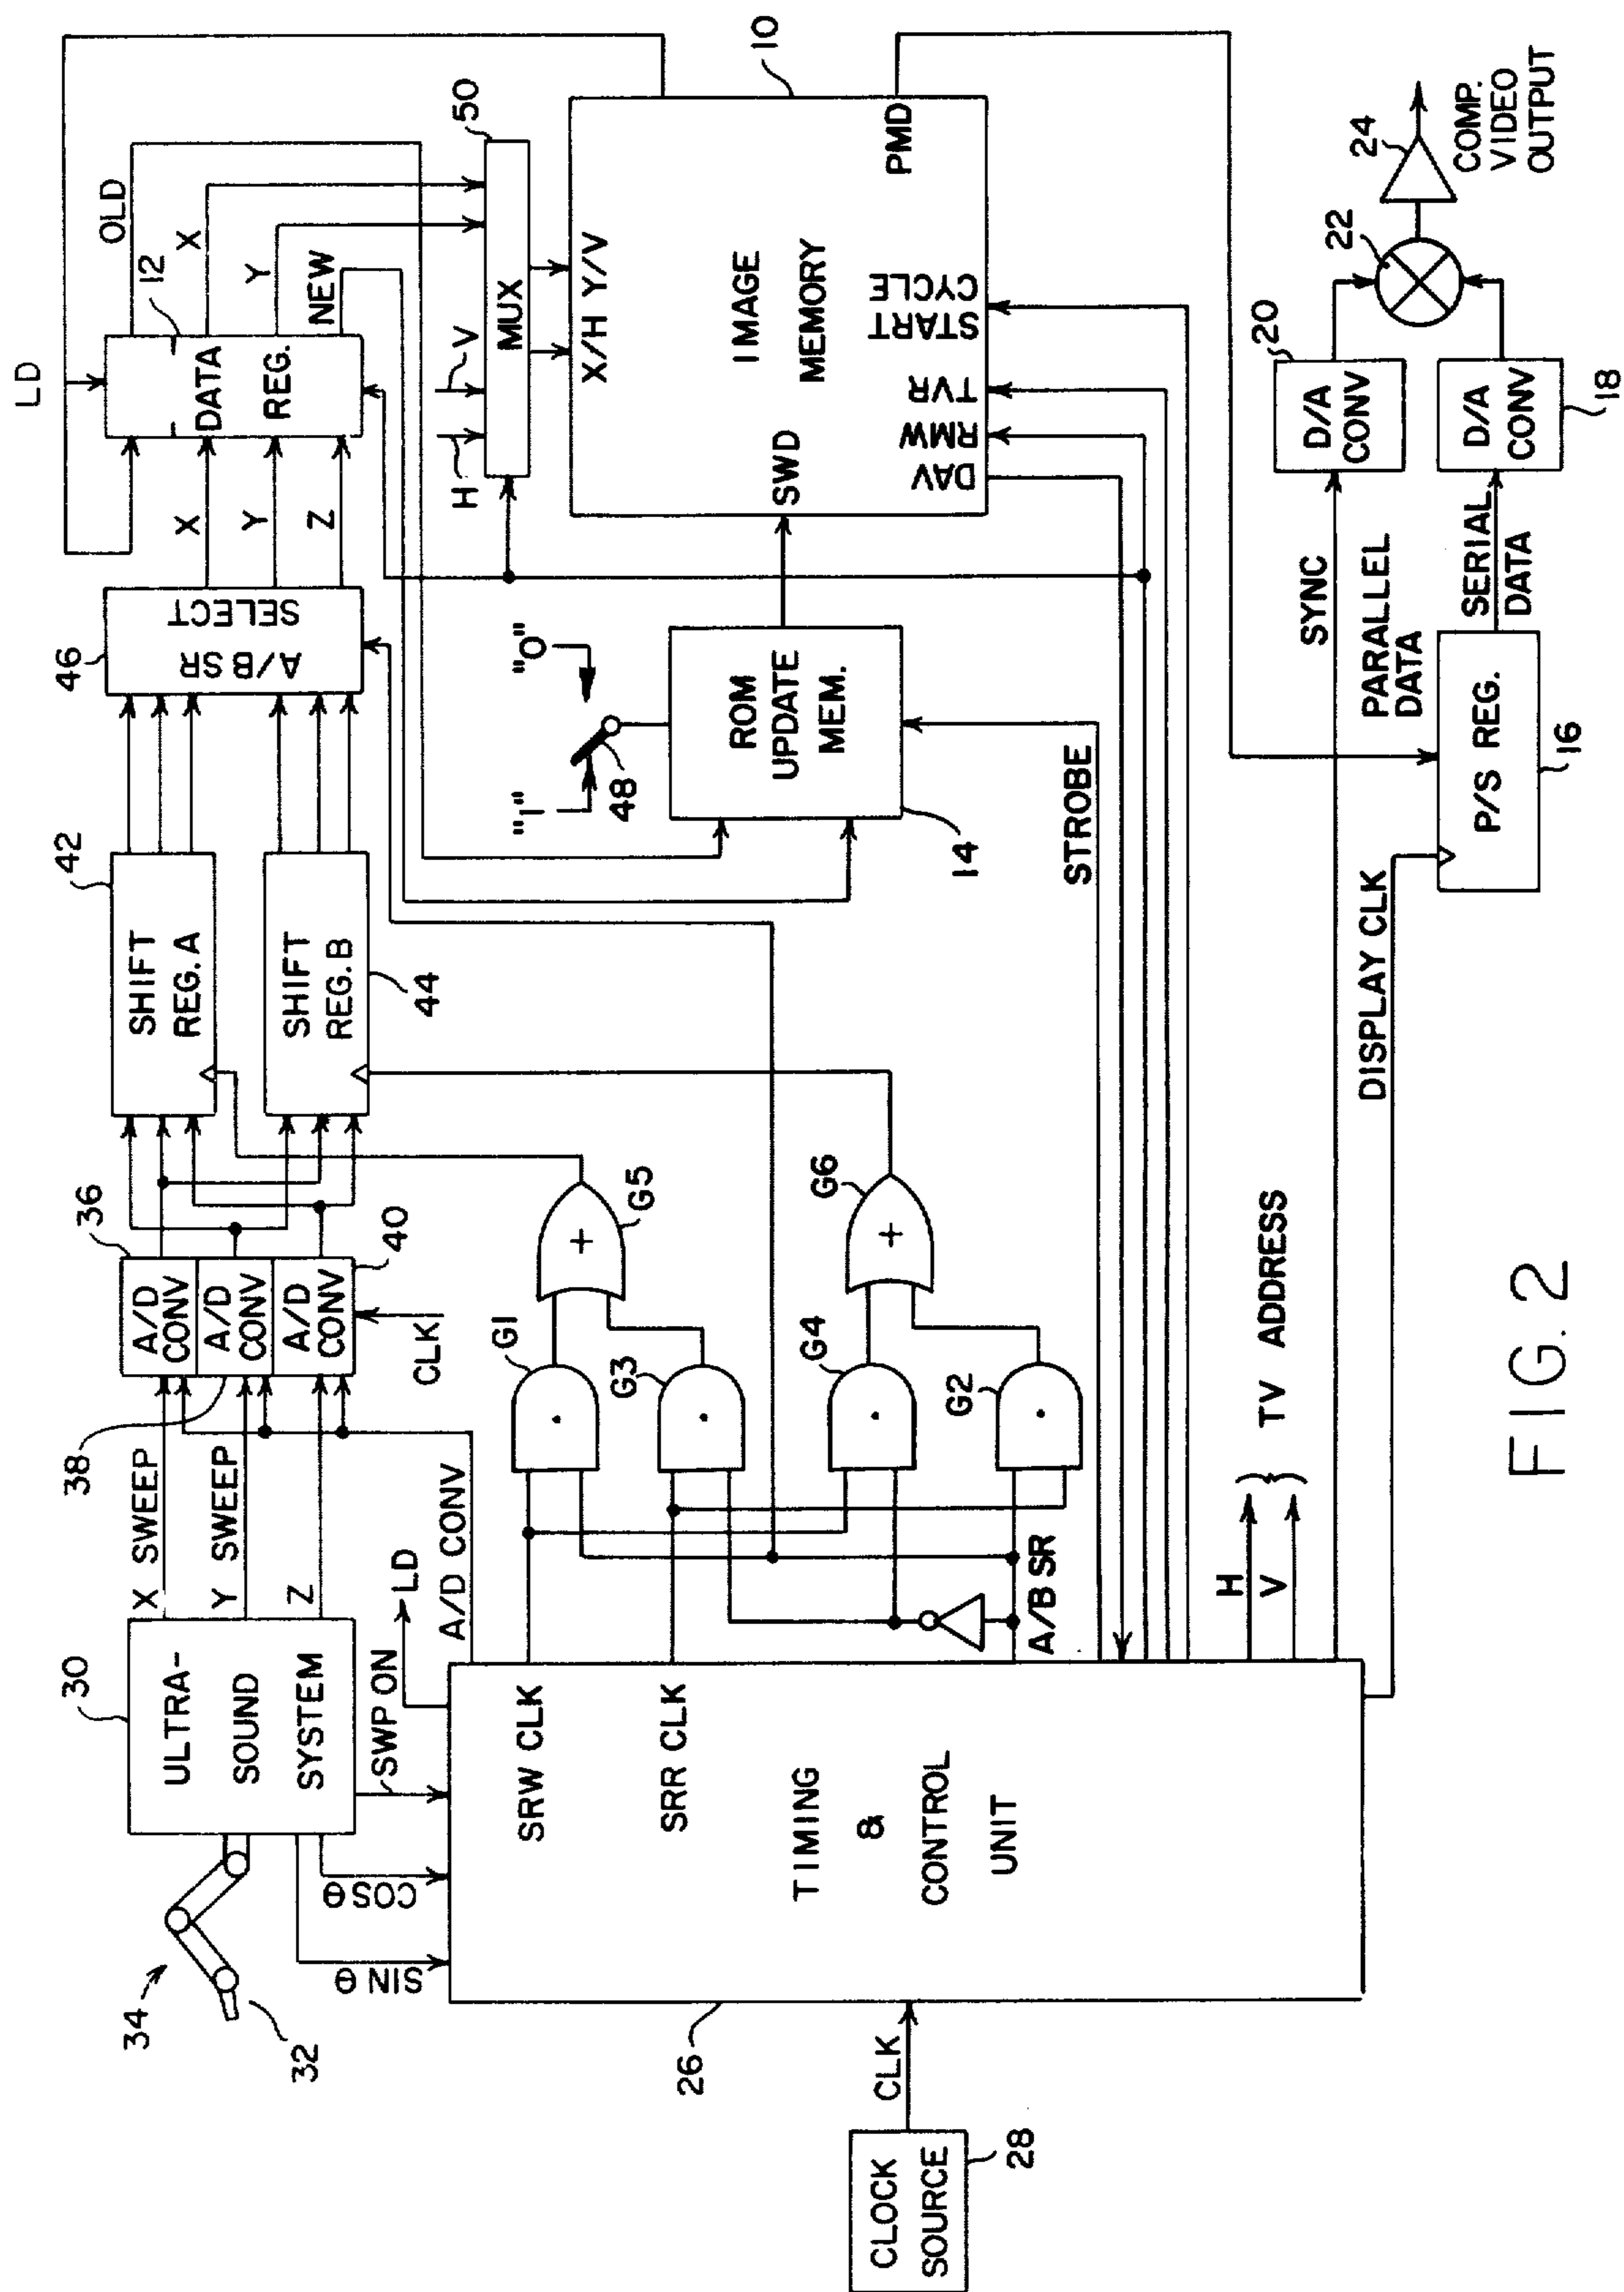 34
32
30
ULTRA-
SOUND
SYSTEM
X SWEEP
Y SWEEP
Z
38
36
A/D
CONV
A/D
CONV
A/D
CONV
40
CLK
SIN θ
COS θ
SWP ON
LD
A/D CONV
42
SHIFT
REG. A
SHIFT
REG. B
44
46
A/B SR
SELECT
X
Y
Z
LD
12
DATA
REG.
OLD
X
Y
NEW
H
V
MUX
50
X/H Y/V
IMAGE
MEMORY
10
SWD
PMD
DAV
RMW
TVR
START
CYCLE
"1"
"0"
48
ROM
UPDATE
MEM.
14
G1
G3
G5
G4
G2
G6
SRW CLK
SRR CLK
A/B SR
TIMING
&
CONTROL
UNIT
26
CLK
CLOCK
SOURCE
28
STROBE
H
V
TV ADDRESS
SYNC
DISPLAY CLK
PARALLEL
DATA
P/S REG.
16
SERIAL
DATA
D/A
CONV
20
D/A
CONV
18
22
24
COMP.
VIDEO
OUTPUT
FIG. 2